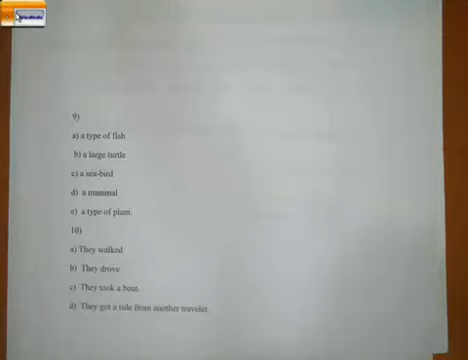 9)
a) a type of fish
b) a large turtle
c) a sea-bird
d) a mammal
e) a type of plant.
10)
a) They walked
b) They drove
c) They took a boat.
d) They got a ride from another traveler